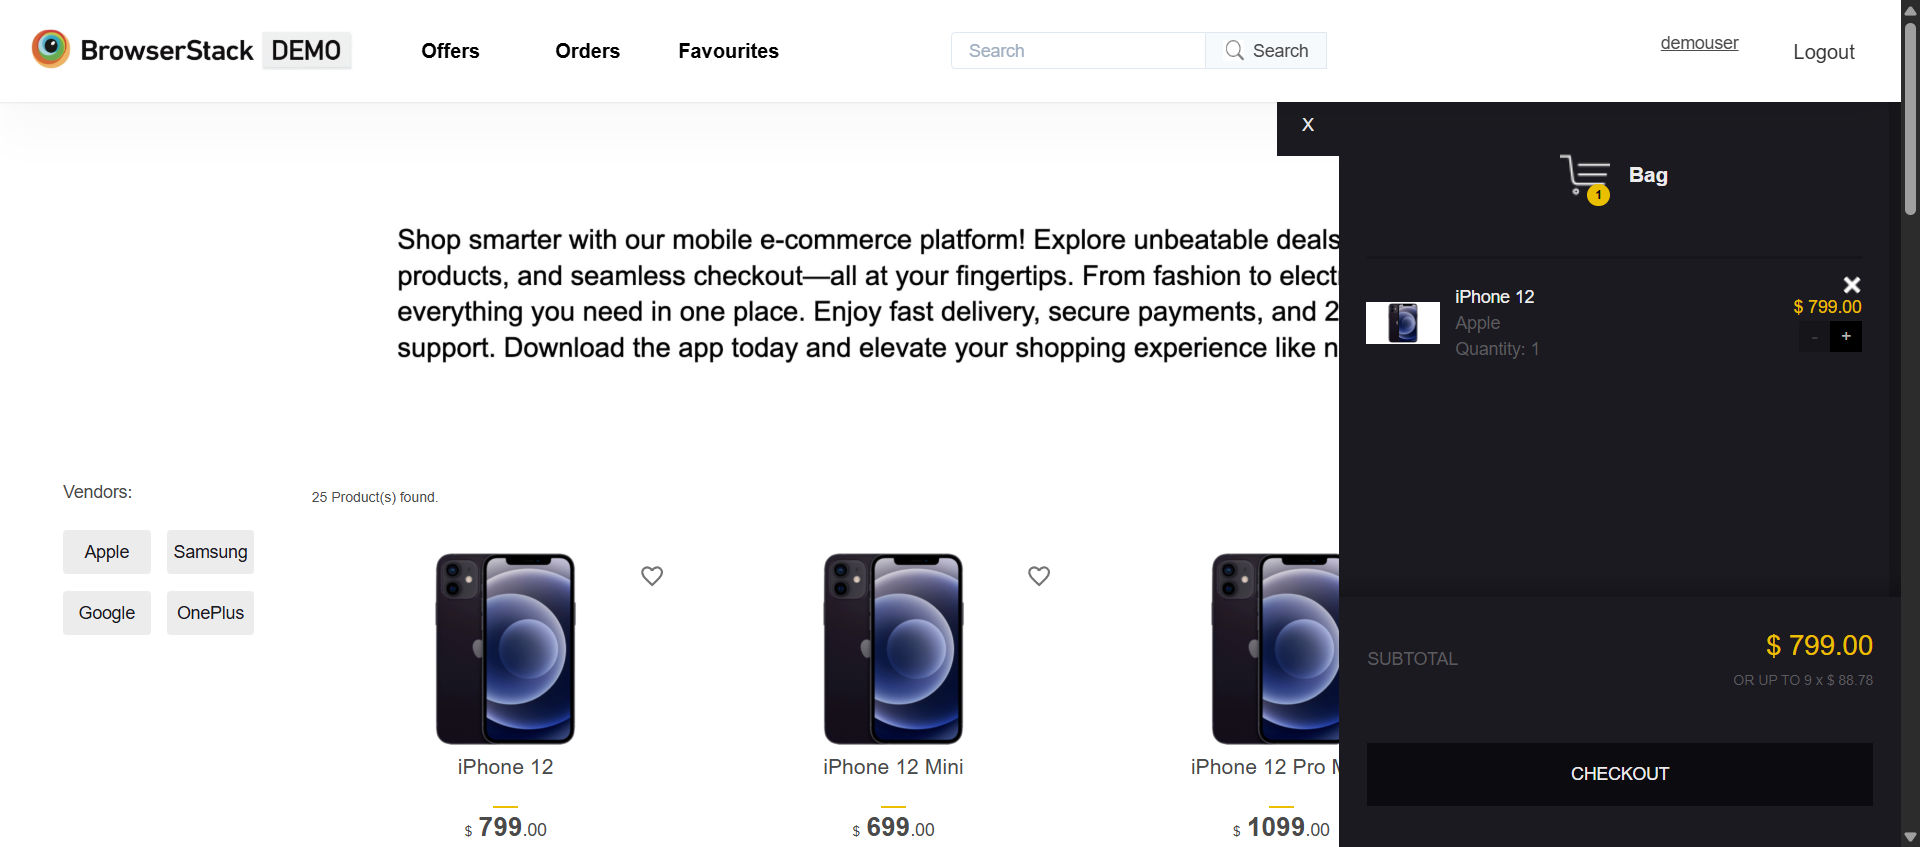 BrowserStack DEMO
Offers
Orders
Favourites
Search
Search
demouser
Logout
X
1
Bag
Shop smarter with our mobile e-commerce platform! Explore unbeatable deals
products, and seamless checkout—all at your fingertips. From fashion to elect
everything you need in one place. Enjoy fast delivery, secure payments, and 2
support. Download the app today and elevate your shopping experience like n
iPhone 12
$ 799.00
Apple
Quantity: 1
-
+
Vendors:
Apple
Samsung
Google
OnePlus
25 Product(s) found.
iPhone 12
$ 799.00
iPhone 12 Mini
$ 699.00
iPhone 12 Pro
$ 1099.00
SUBTOTAL
$ 799.00
OR UP TO 9 x $ 88.78
CHECKOUT